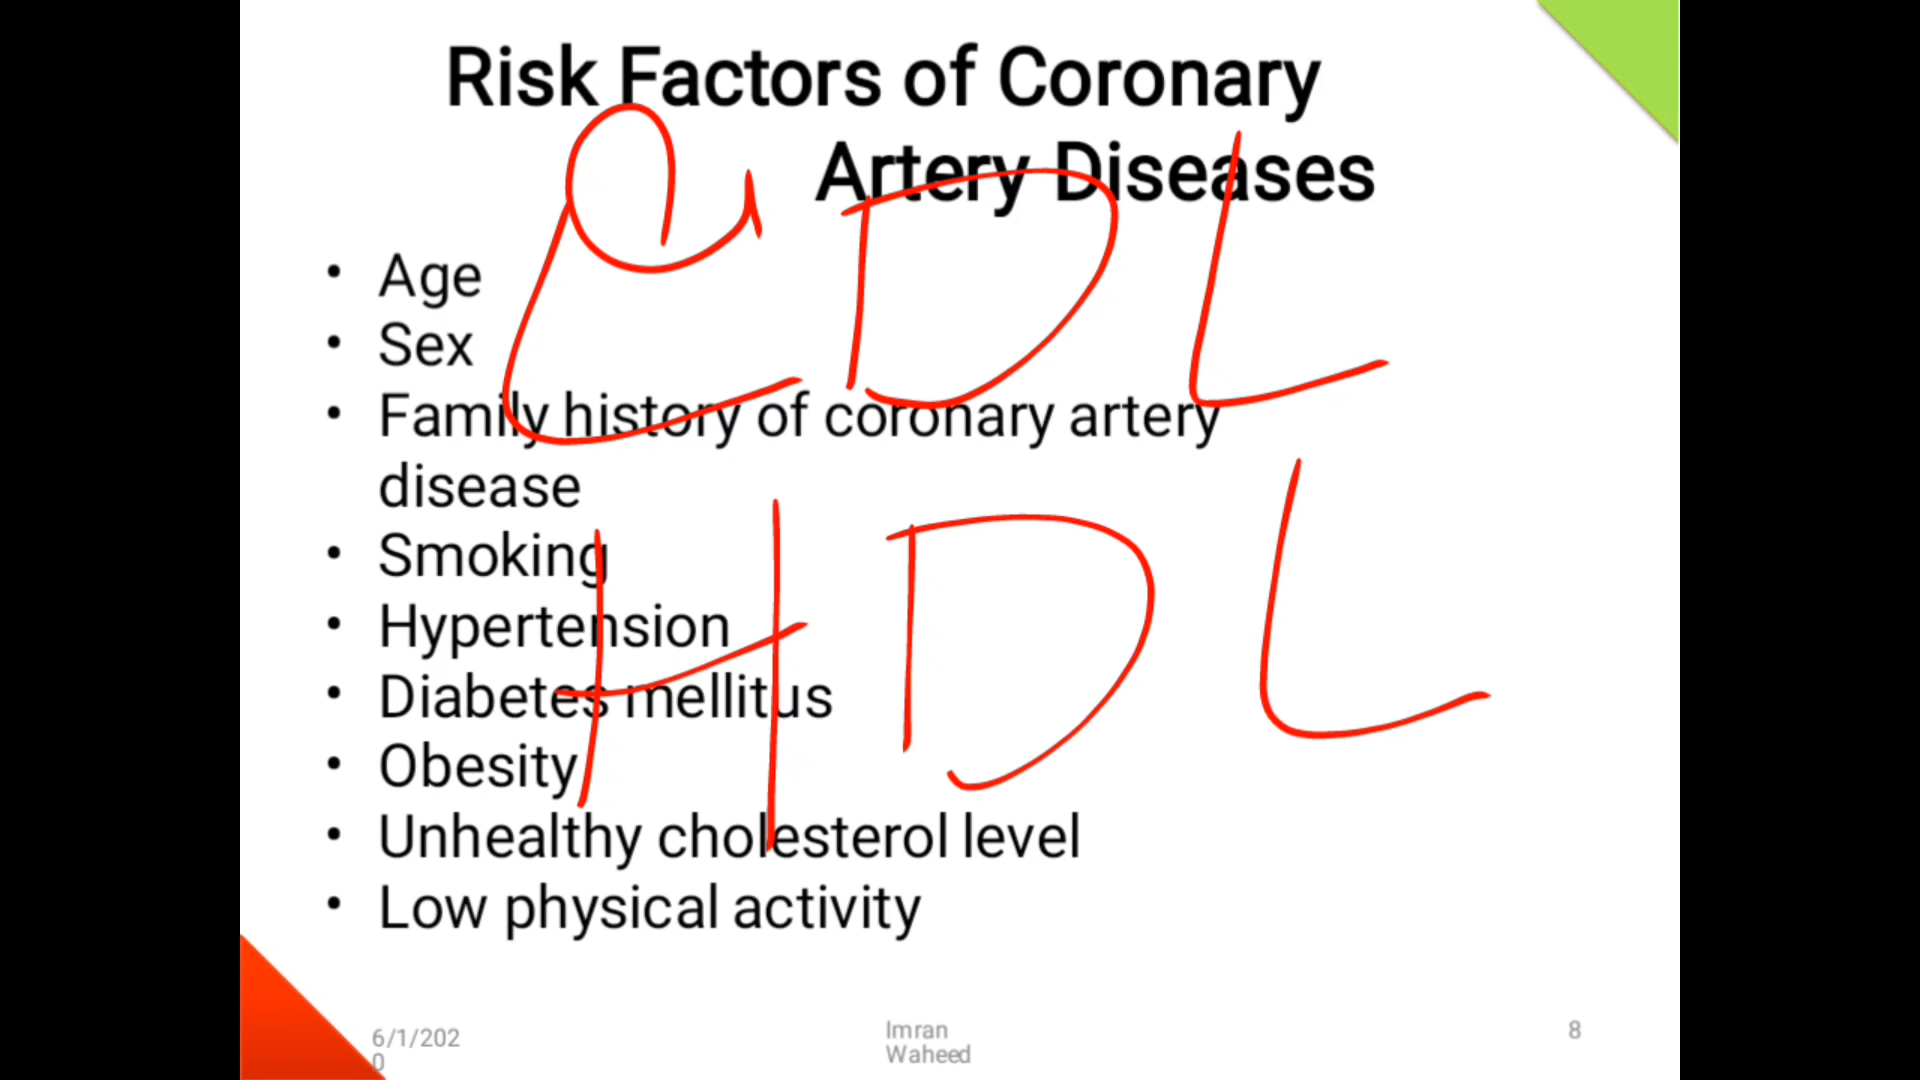 Risk Factors of Coronary
Artery Diseases
• Age
• Sex
• Family history of coronary artery
disease
• Smoking
• Hypertension
• Diabetes mellitus
• Obesity
• Unhealthy cholesterol level
• Low physical activity
LDL
HDL
6/1/202
0
Imran
Waheed
8